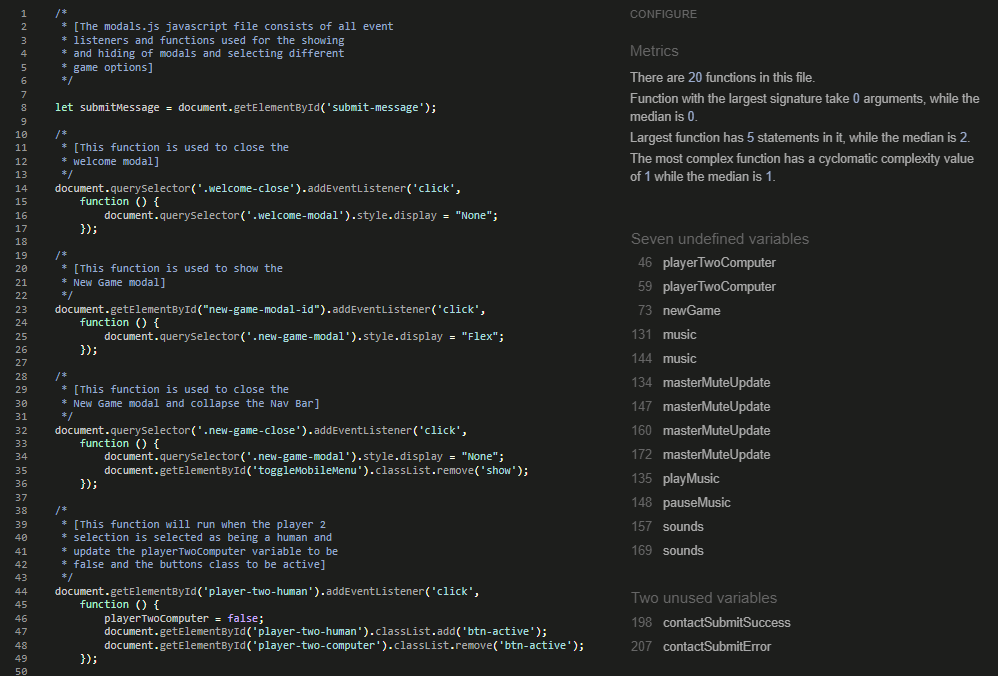 1 /*
2 * [The modals.js javascript file consists of all event
3 * listeners and functions used for the showing
4 * and hiding of modals and selecting different
5 * game options]
6 */
7
8 let submitMessage = document.getElementById('submit-message');
9
10 /*
11 * [This function is used to close the
12 * welcome modal]
13 */
14 document.querySelector('.welcome-close').addEventListener('click',
15 function () {
16 document.querySelector('.welcome-modal').style.display = "None";
17 });
18
19 /*
20 * [This function is used to show the
21 * New Game modal]
22 */
23 document.getElementById("new-game-modal-id").addEventListener('click',
24 function () {
25 document.querySelector('.new-game-modal').style.display = "Flex";
26 });
27
28 /*
29 * [This function is used to close the
30 * New Game modal and collapse the Nav Bar]
31 */
32 document.querySelector('.new-game-close').addEventListener('click',
33 function () {
34 document.querySelector('.new-game-modal').style.display = "None";
35 document.getElementById('toggleMobileMenu').classList.remove('show');
36 });
37
38 /*
39 * [This function will run when the player 2
40 * selection is selected as being a human and
41 * update the playerTwoComputer variable to be
42 * false and the buttons class to be active]
43 */
44 document.getElementById('player-two-human').addEventListener('click',
45 function () {
46 playerTwoComputer = false;
47 document.getElementById('player-two-human').classList.add('btn-active');
48 document.getElementById('player-two-computer').classList.remove('btn-active');
49 });
50
CONFIGURE
Metrics
There are 20 functions in this file.
Function with the largest signature take 0 arguments, while the
median is 0.
Largest function has 5 statements in it, while the median is 2.
The most complex function has a cyclomatic complexity value
of 1 while the median is 1.
Seven undefined variables
46 playerTwoComputer
59 playerTwoComputer
73 newGame
131 music
144 music
134 masterMuteUpdate
147 masterMuteUpdate
160 masterMuteUpdate
172 masterMuteUpdate
135 playMusic
148 pauseMusic
157 sounds
169 sounds
Two unused variables
198 contactSubmitSuccess
207 contactSubmitError